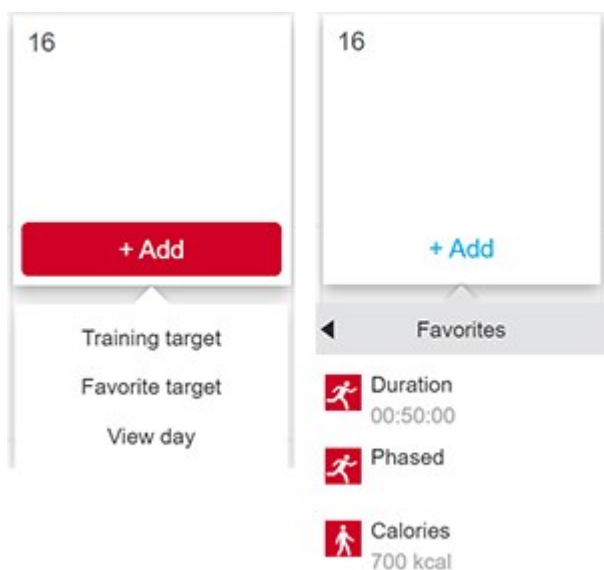 16
+ Add
Training target
Favorite target
View day
16
+ Add
Favorites
Duration
00:50:00
Phased
Calories
700 kcal